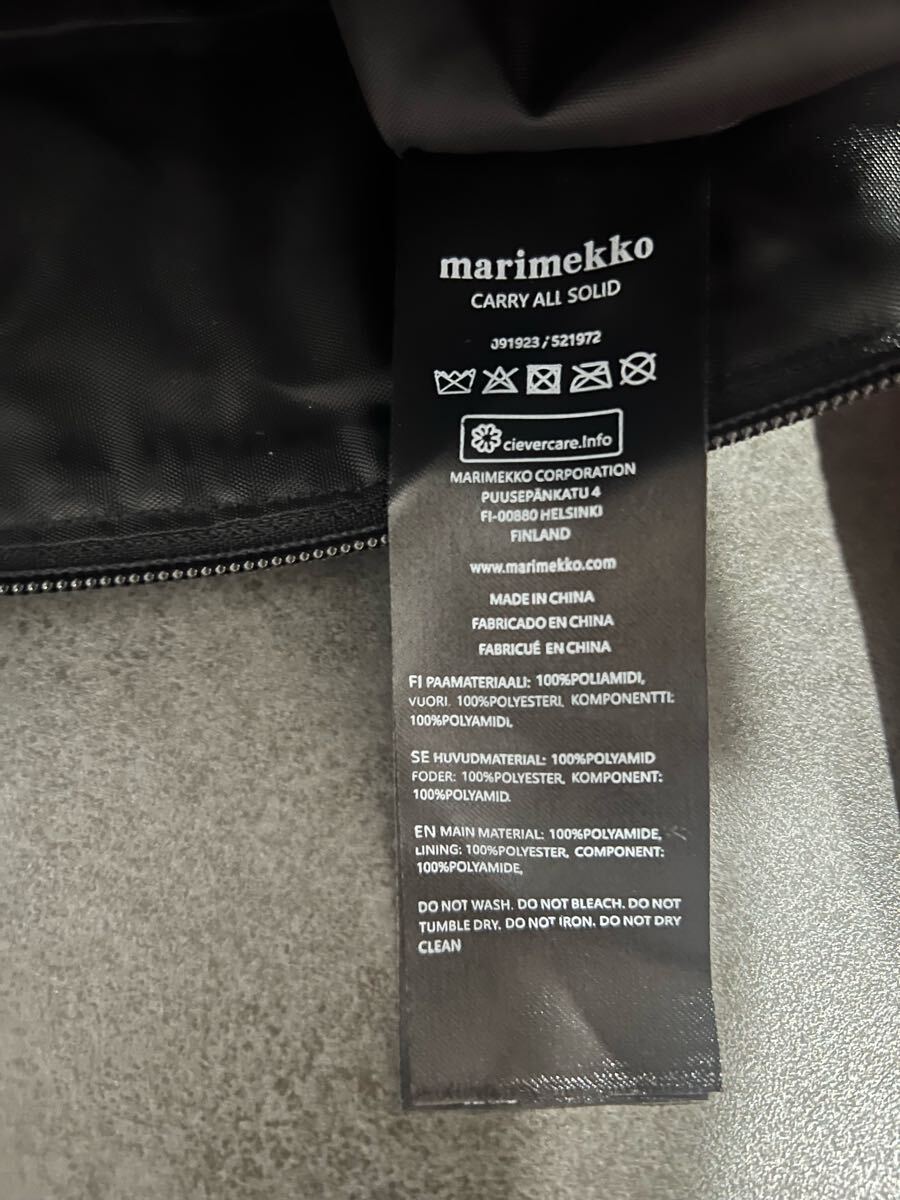 marimekko
CARRY ALL SOLID
091923/521972
clevercare.Info
MARIMEKKO CORPORATION
PUUSEPÄNKATU 4
FI-00880 HELSINKI
FINLAND
www.marimekko.com
MADE IN CHINA
FABRICADO EN CHINA
FABRICUÉ EN CHINA
FI PAAMATERIAALI: 100%POLIAMIDI,
VUORI. 100%POLYESTERI, KOMPONENTTI:
100%POLYAMIDI,
SE HUVUDMATERIAL: 100%POLYAMID
FODER: 100%POLYESTER, KOMPONENT:
100%POLYAMID.
EN MAIN MATERIAL: 100%POLYAMIDE,
LINING: 100%POLYESTER, COMPONENT:
100%POLYAMIDE,
DO NOT WASH. DO NOT BLEACH. DO NOT
TUMBLE DRY. DO NOT IRON. DO NOT DRY
CLEAN